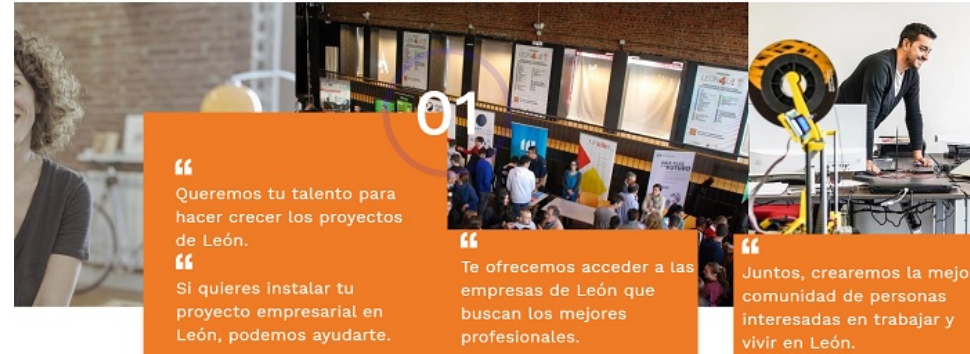 01
Queremos tu talento para
hacer crecer los proyectos
de León.
Si quieres instalar tu
proyecto empresarial en
León, podemos ayudarte.
Te ofrecemos acceder a las
empresas de León que
buscan los mejores
profesionales.
Juntos, crearemos la mejo
comunidad de personas
interesadas en trabajar y
vivir en León.